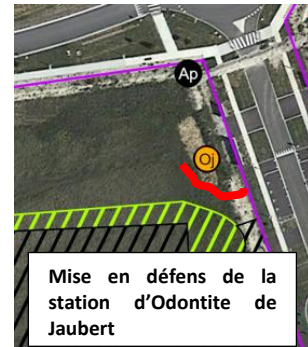 Ap
Oj
Mise en défens de la
station d'Odontite de
Jaubert